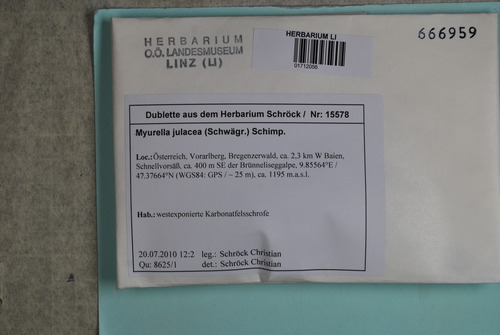 HERBARIUM
O.Ö. LANDESMUSEUM
LINZ (LI)
HERBARIUM LI
01712056
666959
Dublette aus dem Herbarium Schröck / Nr: 15578
Myurella julacea (Schwägr.) Schimp.
Loc.:Österreich, Vorarlberg, Bregenzerwald, ca. 2,3 km W Baien,
Schnellvorsäß, ca. 400 m SE der Brünneliseggalpe, 9.85564°E /
47.37664°N (WGS84: GPS / ~ 25 m), ca. 1195 m.a.s.l.
Hab.: westexponierte Karbonatfelsschrofe
20.07.2010 12:2 leg.: Schröck Christian
Qu: 8625/1 det.: Schröck Christian